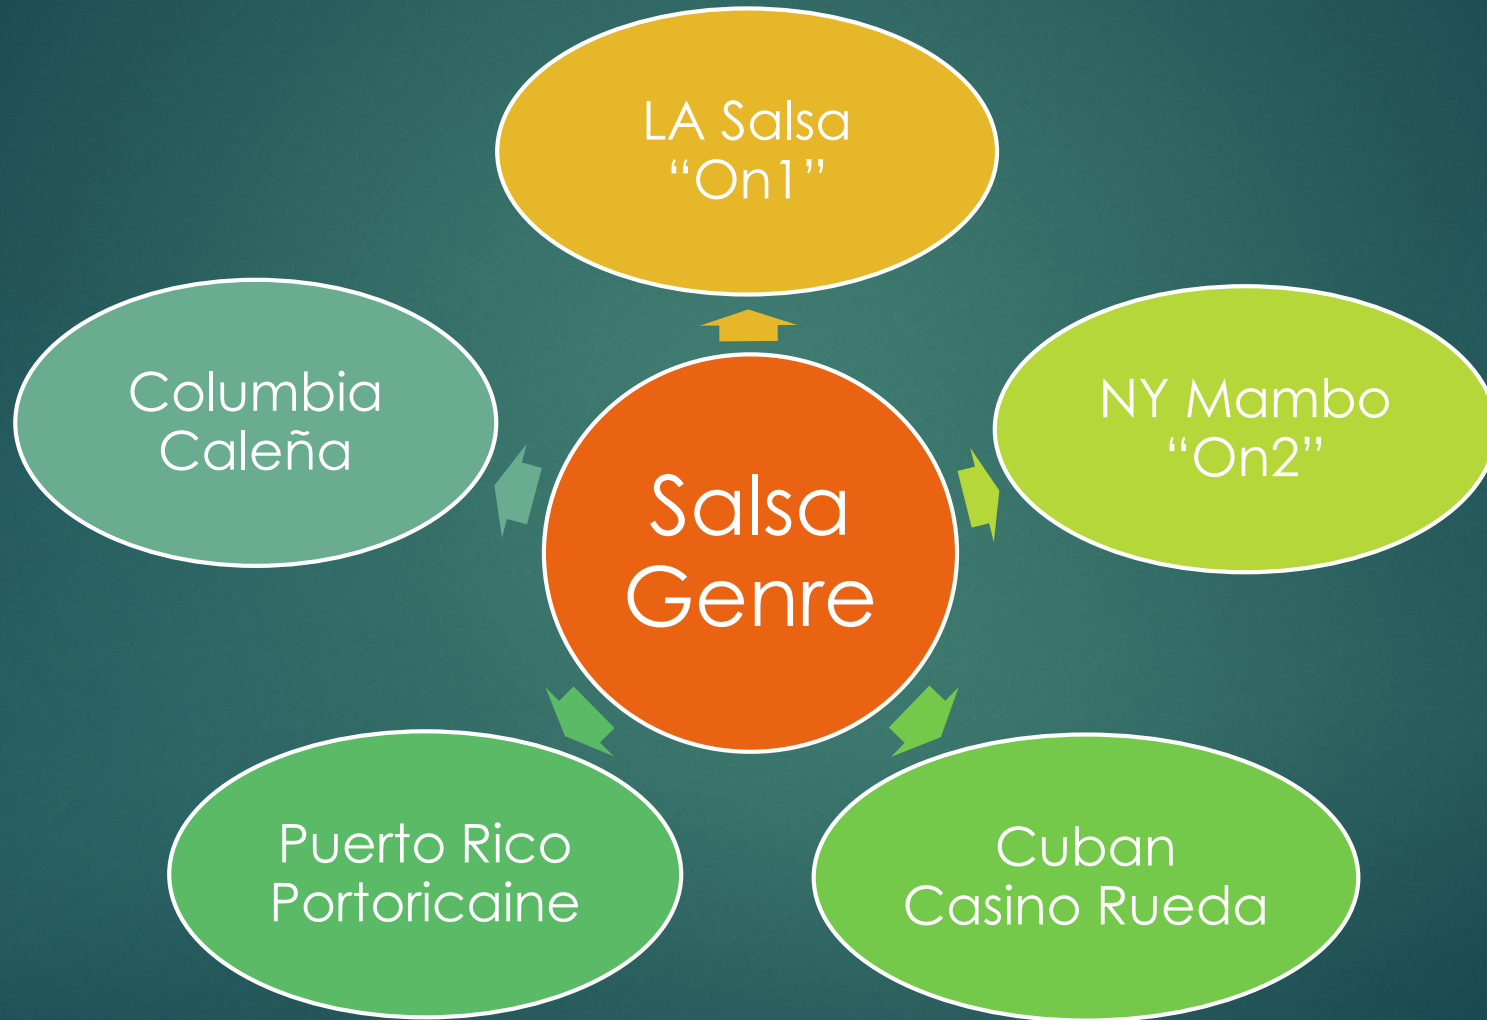 LA Salsa
“On1”
Columbia
Caleña
NY Mambo
“On2”
Salsa
Genre
Puerto Rico
Portoricaine
Cuban
Casino Rueda